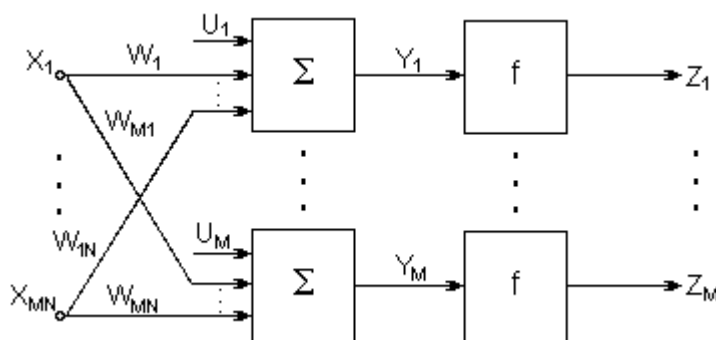 U1
X1 W1 Σ Y1 f Z1
WM1
W1N
UM
XMN WMN Σ YM f ZM